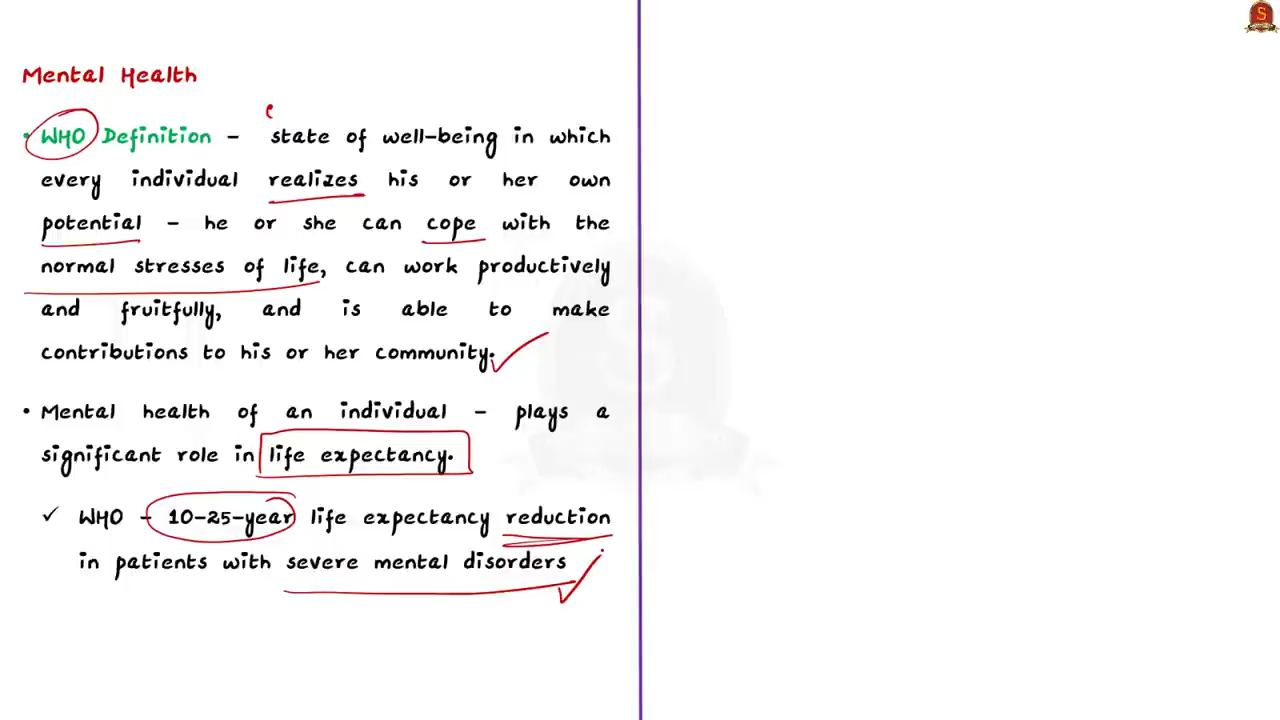 Mental Health
• WHO Definition – state of well-being in which
every individual realizes his or her own
potential – he or she can cope with the
normal stresses of life, can work productively
and fruitfully, and is able to make
contributions to his or her community.
• Mental health of an individual – plays a
significant role in life expectancy.
✓ WHO – 10-25-year life expectancy reduction
in patients with severe mental disorders
S